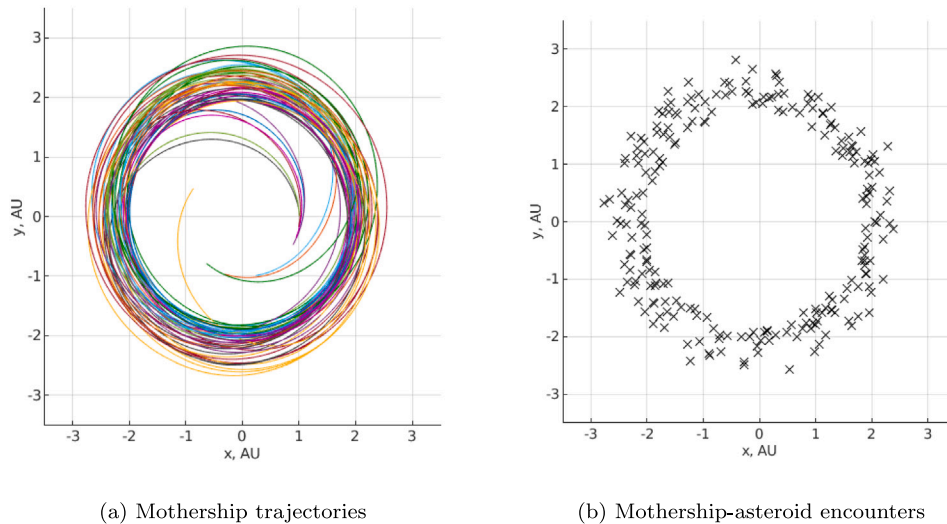 3
2
1
0
-1
-2
-3
y, AU
-3 -2 -1 0 1 2 3
x, AU
(a) Mothership trajectories
3
2
1
0
-1
-2
-3
y, AU
-3 -2 -1 0 1 2 3
x, AU
(b) Mothership-asteroid encounters